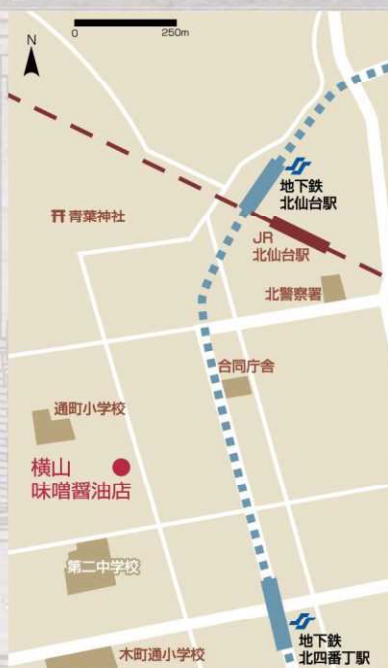 0
250m
N
地下鉄
北仙台駅
青葉神社
JR
北仙台駅
北警察署
合同庁舎
通町小学校
横山
味噌醤油店
第二中学校
地下鉄
北四番丁駅
木町通小学校